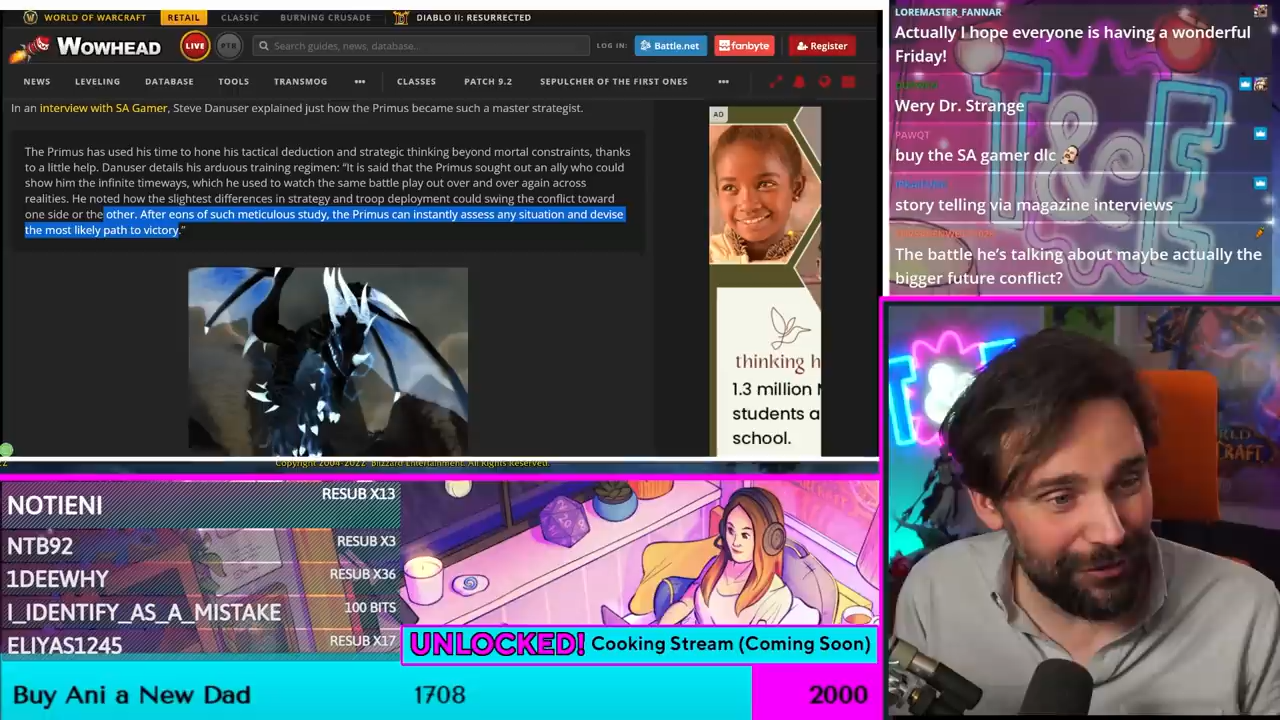 WORLD OF WARCRAFT RETAIL CLASSIC BURNING CRUSADE DIABLO II: RESURRECTED
WOWHEAD LIVE PTR Search guides, news, database... LOG IN: Battle.net fanbyte Register
NEWS LEVELING DATABASE TOOLS TRANSMOG ••• CLASSES PATCH 9.2 SEPULCHER OF THE FIRST ONES •••
In an interview with SA Gamer, Steve Danuser explained just how the Primus became such a master strategist.
The Primus has used his time to hone his tactical deduction and strategic thinking beyond mortal constraints, thanks
to a little help. Danuser details his arduous training regimen: “It is said that the Primus sought out an ally who could
show him the infinite timeways, which he used to watch the same battle play out over and over again across
realities. He noted how the slightest differences in strategy and troop deployment could swing the conflict toward
one side or the other. After eons of such meticulous study, the Primus can instantly assess any situation and devise
the most likely path to victory.”
AD
thinking h
1.3 million
students a
school.
Copyright 2004-2022 Blizzard Entertainment. All Rights Reserved.
LOREMASTER_FANNAR
Actually I hope everyone is having a wonderful
Friday!
Wery Dr. Strange
PAWQT
buy the SA gamer dlc
story telling via magazine interviews
The battle he’s talking about maybe actually the
bigger future conflict?
T&E
NOTIENI RESUB X13
NTB92 RESUB X3
1DEEWHY RESUB X36
I_IDENTIFY_AS_A_MISTAKE 100 BITS
ELIYAS1245 RESUB X17
UNLOCKED! Cooking Stream (Coming Soon)
Buy Ani a New Dad 1708 2000